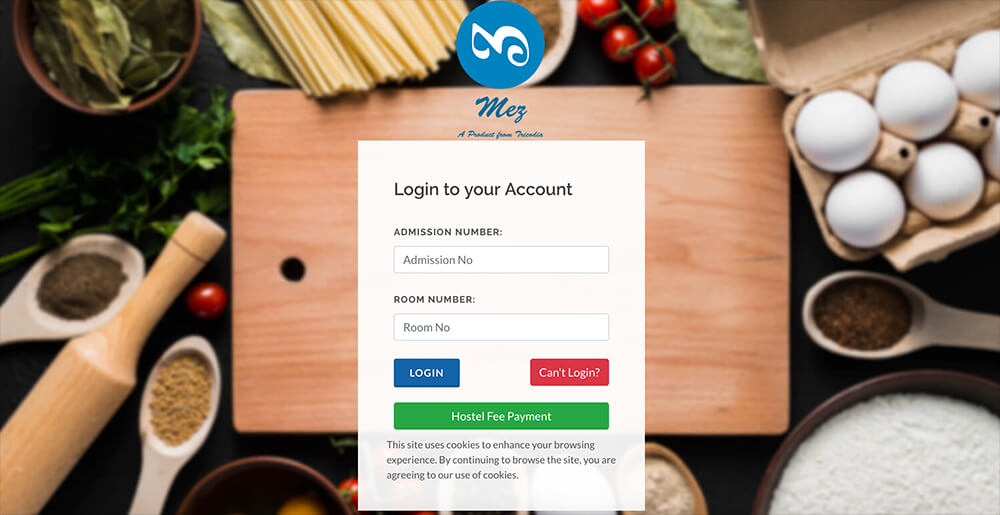 Mez
A Product from Tricodia
Login to your Account
ADMISSION NUMBER:
Admission No
ROOM NUMBER:
Room No
LOGIN
Can't Login?
Hostel Fee Payment
This site uses cookies to enhance your browsing
experience. By continuing to browse the site, you are
agreeing to our use of cookies.